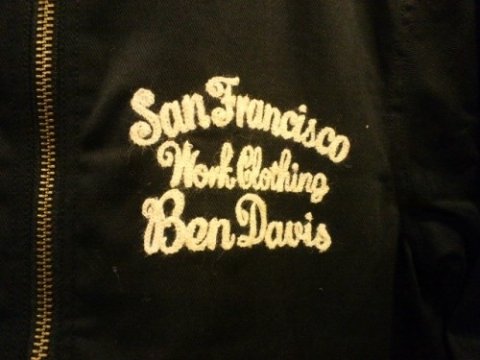 San Francisco
Work Clothing
Ben Davis